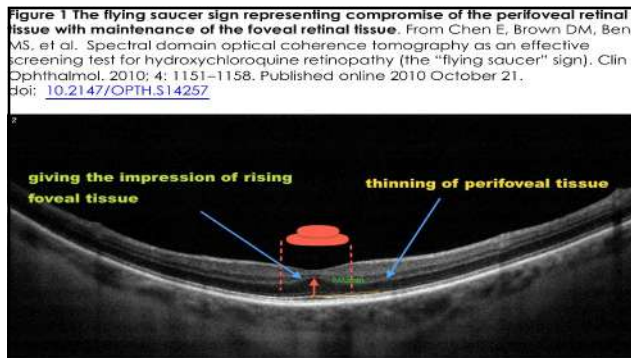 Figure 1 The flying saucer sign representing compromise of the perifoveal retinal
tissue with maintenance of the foveal retinal tissue. From Chen E, Brown DM, Ben
MS, et al.  Spectral domain optical coherence tomography as an effective
screening test for hydroxychloroquine retinopathy (the “flying saucer” sign). Clin
Ophthalmol. 2010; 4: 1151–1158. Published online 2010 October 21.
doi:  10.2147/OPTH.S14257
giving the impression of rising
foveal tissue
thinning of perifoveal tissue